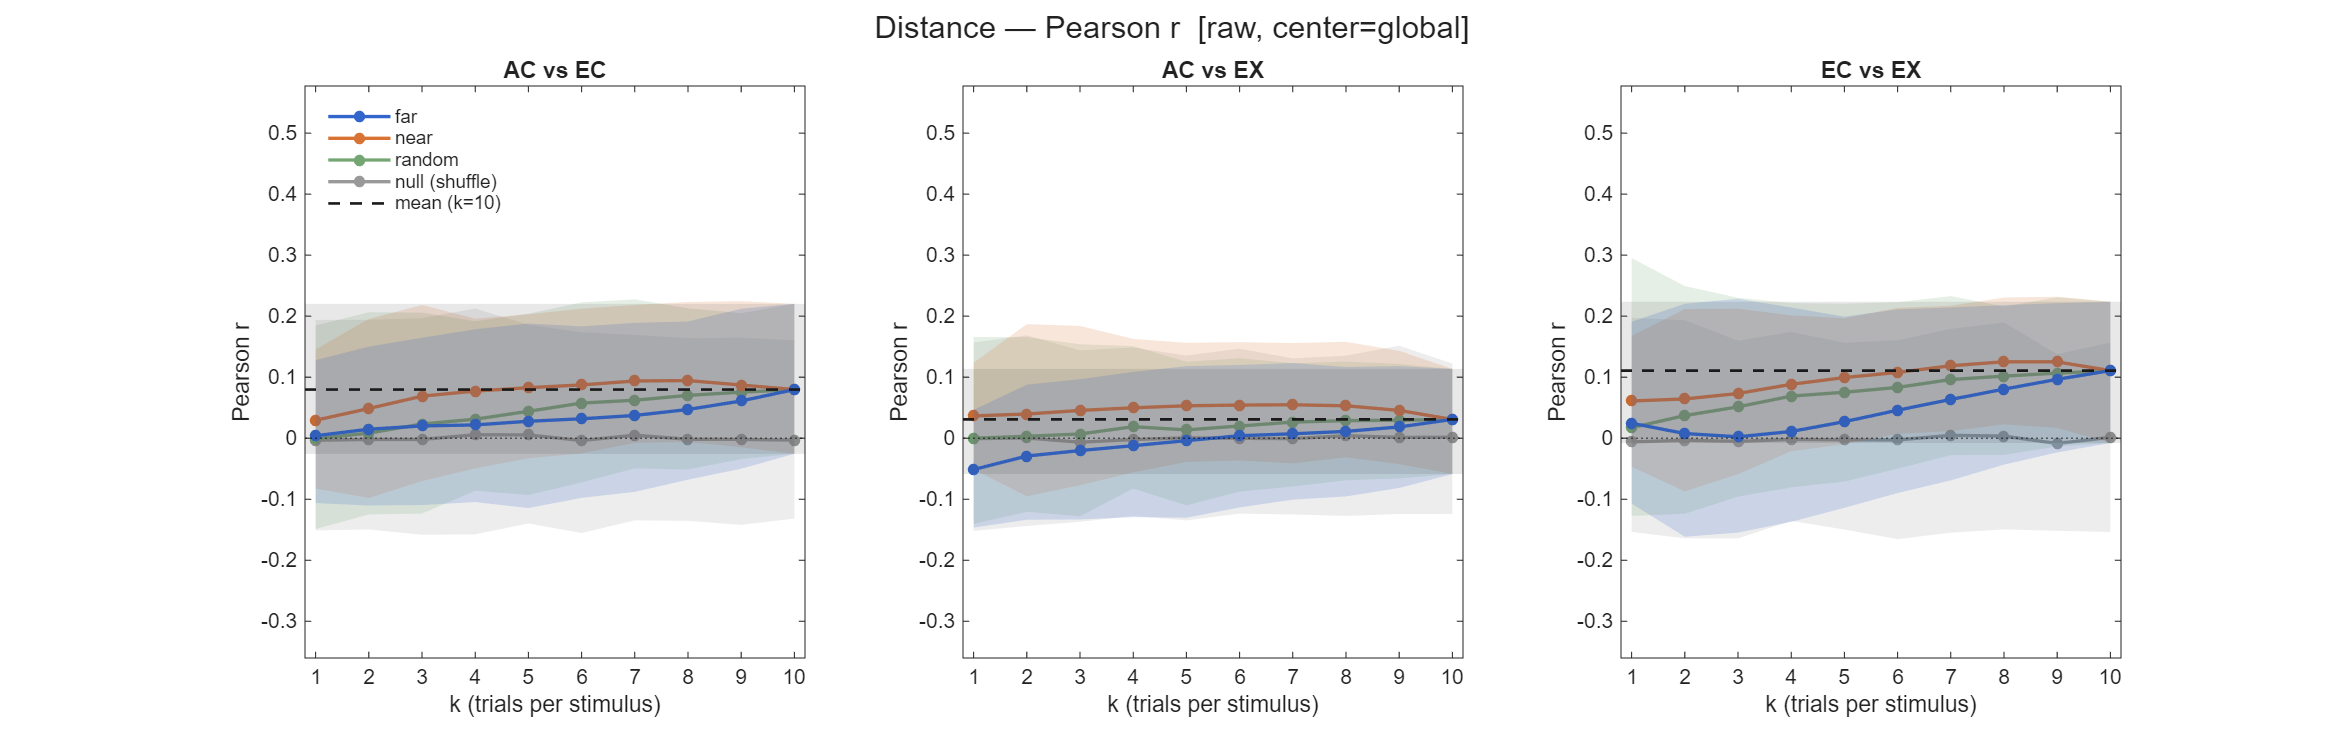 Distance — Pearson r  [raw, center=global]
AC vs EC
Pearson r
0.5
0.4
0.3
0.2
0.1
0
-0.1
-0.2
-0.3
far
near
random
null (shuffle)
mean (k=10)
1 2 3 4 5 6 7 8 9 10
k (trials per stimulus)
AC vs EX
Pearson r
0.5
0.4
0.3
0.2
0.1
0
-0.1
-0.2
-0.3
1 2 3 4 5 6 7 8 9 10
k (trials per stimulus)
EC vs EX
Pearson r
0.5
0.4
0.3
0.2
0.1
0
-0.1
-0.2
-0.3
1 2 3 4 5 6 7 8 9 10
k (trials per stimulus)